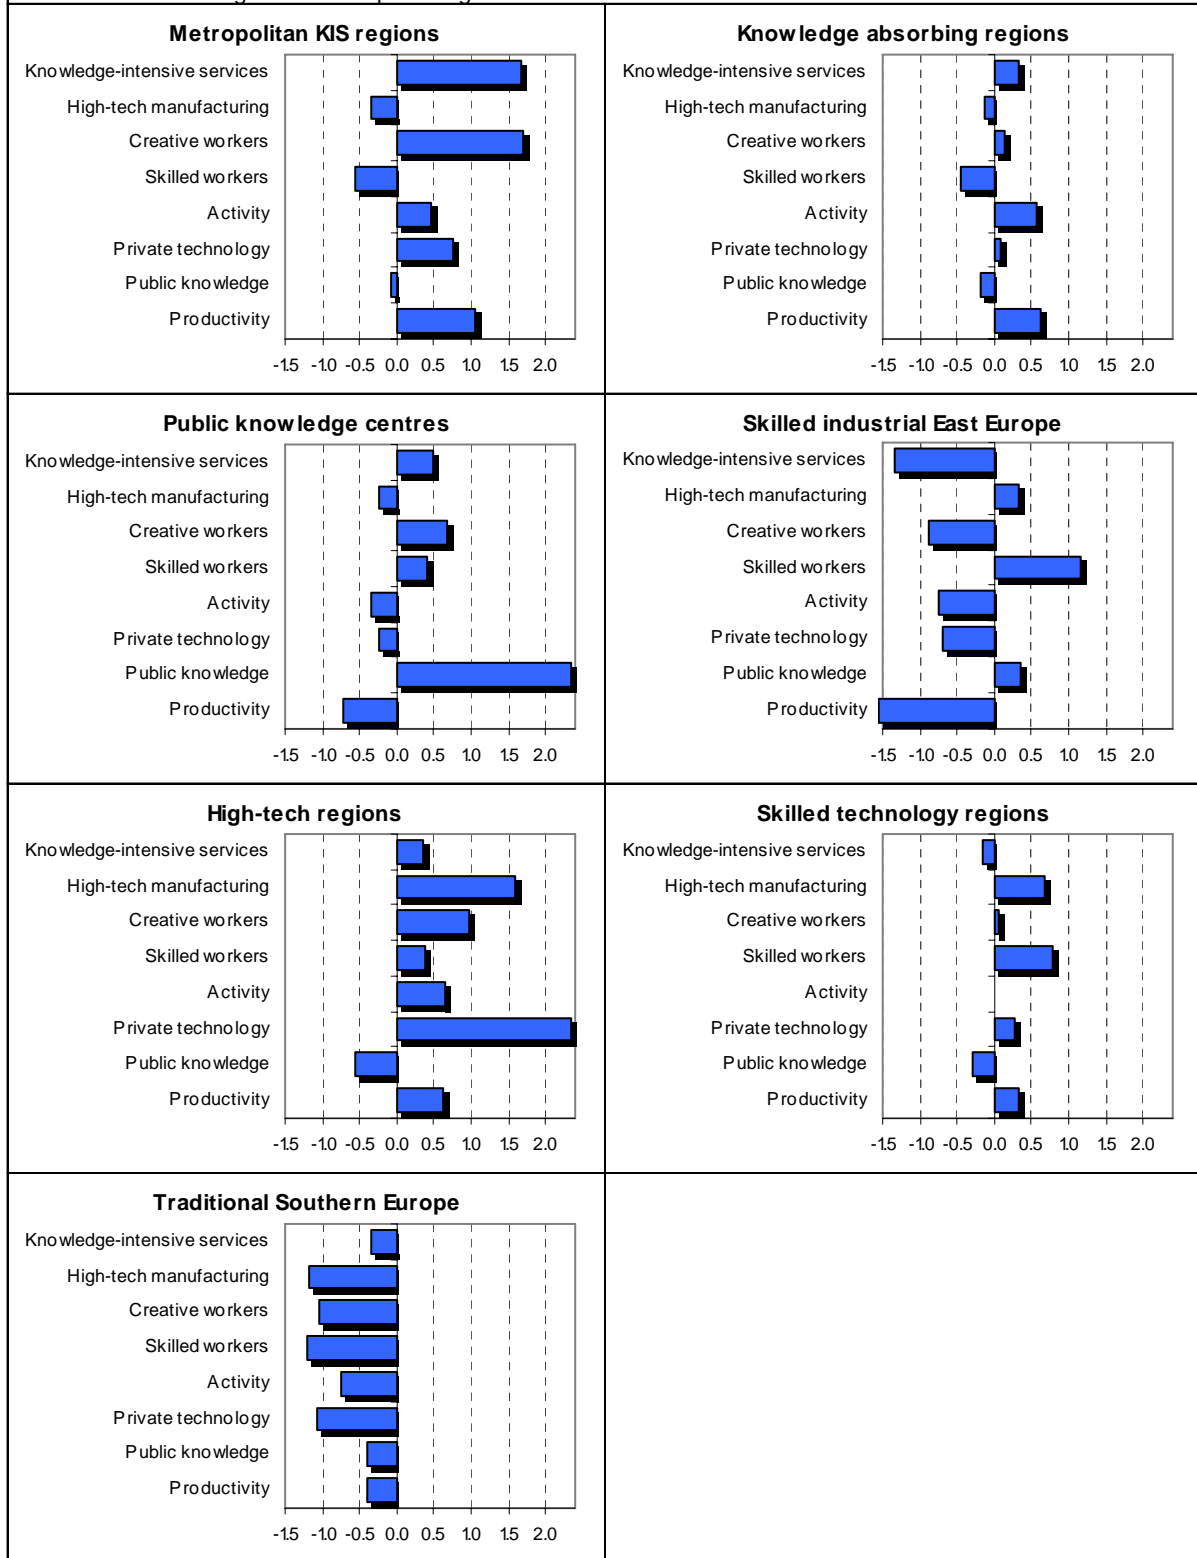 Metropolitan KIS regions
Knowledge-intensive services
High-tech manufacturing
Creative workers
Skilled workers
Activity
Private technology
Public knowledge
Productivity
-1.5 -1.0 -0.5 0.0 0.5 1.0 1.5 2.0
Knowledge absorbing regions
Knowledge-intensive services
High-tech manufacturing
Creative workers
Skilled workers
Activity
Private technology
Public knowledge
Productivity
-1.5 -1.0 -0.5 0.0 0.5 1.0 1.5 2.0
Public knowledge centres
Knowledge-intensive services
High-tech manufacturing
Creative workers
Skilled workers
Activity
Private technology
Public knowledge
Productivity
-1.5 -1.0 -0.5 0.0 0.5 1.0 1.5 2.0
Skilled industrial East Europe
Knowledge-intensive services
High-tech manufacturing
Creative workers
Skilled workers
Activity
Private technology
Public knowledge
Productivity
-1.5 -1.0 -0.5 0.0 0.5 1.0 1.5 2.0
High-tech regions
Knowledge-intensive services
High-tech manufacturing
Creative workers
Skilled workers
Activity
Private technology
Public knowledge
Productivity
-1.5 -1.0 -0.5 0.0 0.5 1.0 1.5 2.0
Skilled technology regions
Knowledge-intensive services
High-tech manufacturing
Creative workers
Skilled workers
Activity
Private technology
Public knowledge
Productivity
-1.5 -1.0 -0.5 0.0 0.5 1.0 1.5 2.0
Traditional Southern Europe
Knowledge-intensive services
High-tech manufacturing
Creative workers
Skilled workers
Activity
Private technology
Public knowledge
Productivity
-1.5 -1.0 -0.5 0.0 0.5 1.0 1.5 2.0